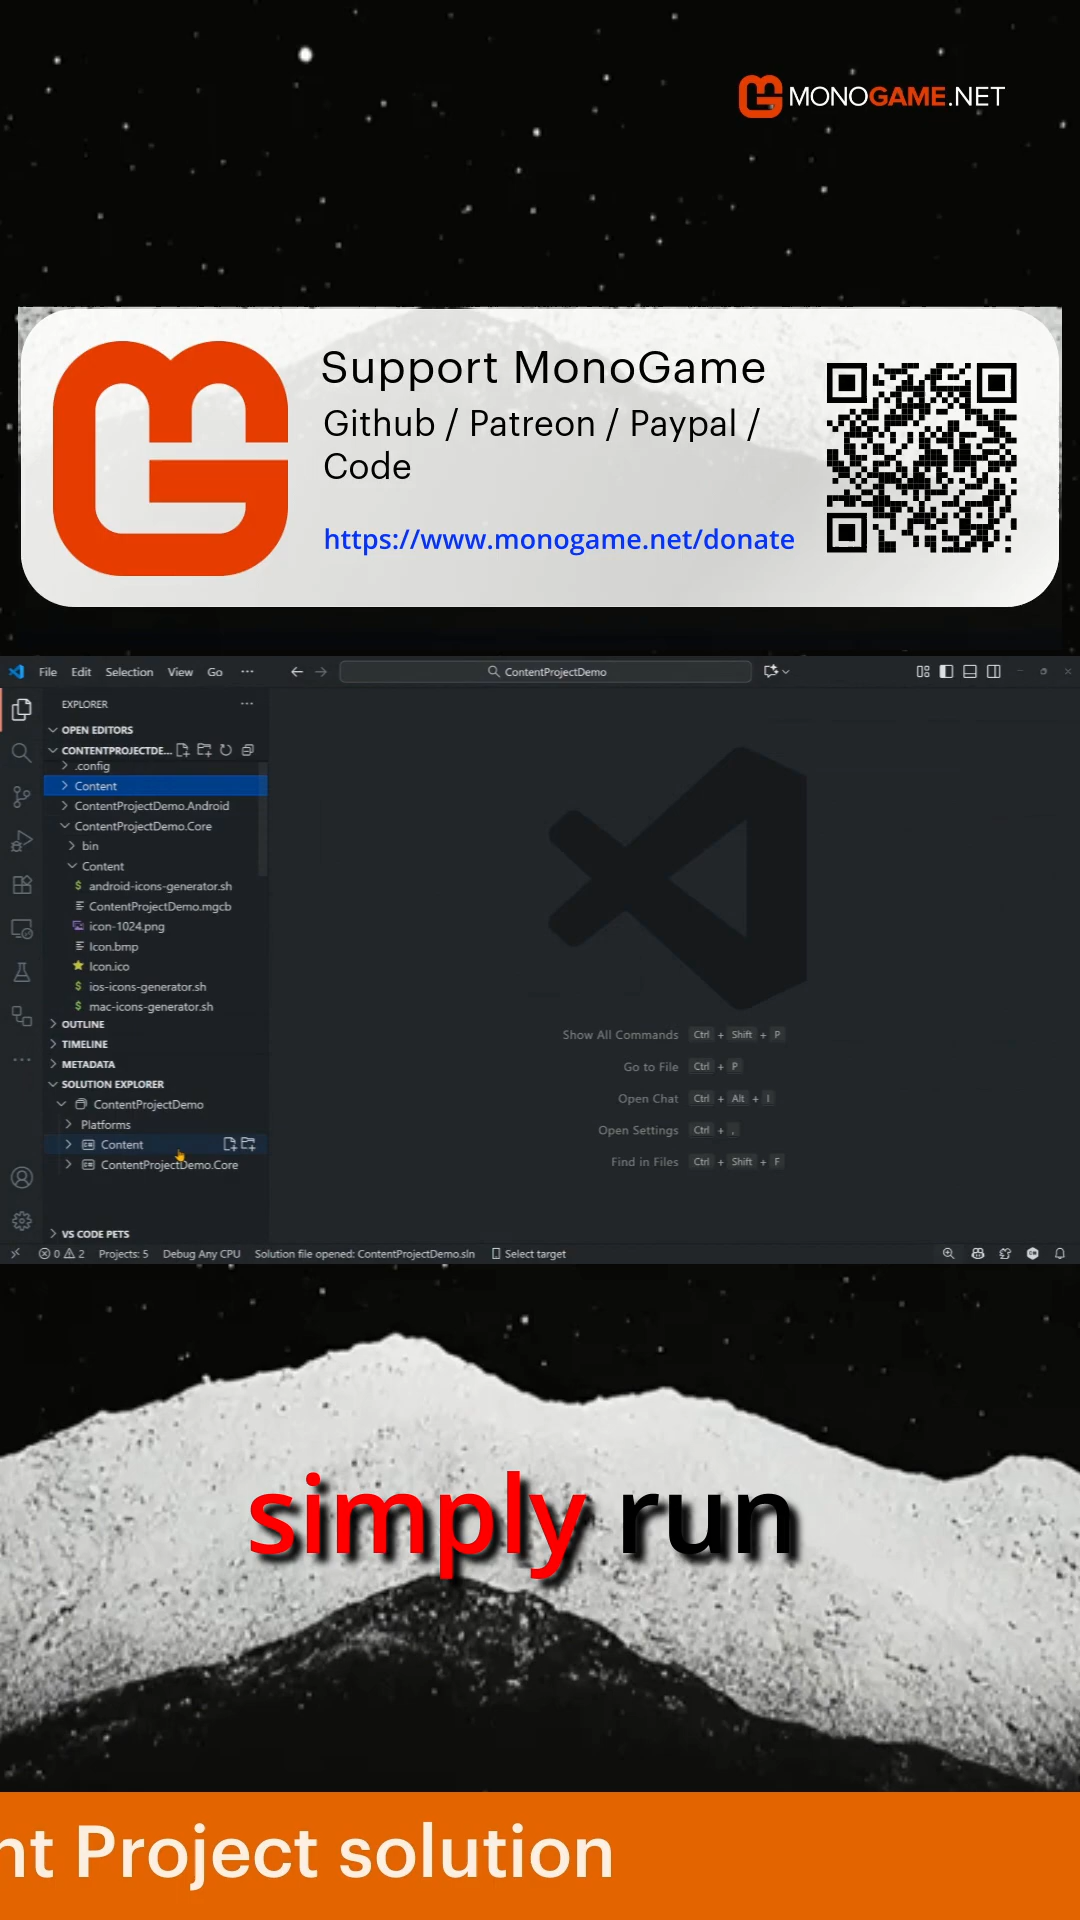 MONOGAME.NET
Support MonoGame
Github / Patreon / Paypal /
Code
https://www.monogame.net/donate
File Edit Selection View Go ···
ContentProjectDemo
EXPLORER
OPEN EDITORS
CONTENTPROJECTDE...
.config
Content
ContentProjectDemo.Android
ContentProjectDemo.Core
bin
Content
android-icons-generator.sh
ContentProjectDemo.mgcb
icon-1024.png
Icon.bmp
Icon.ico
ios-icons-generator.sh
mac-icons-generator.sh
OUTLINE
TIMELINE
METADATA
SOLUTION EXPLORER
ContentProjectDemo
Platforms
Content
ContentProjectDemo.Core
VS CODE PETS
Show All Commands Ctrl + Shift + P
Go to File Ctrl + P
Open Chat Ctrl + Alt + I
Open Settings Ctrl + ,
Find in Files Ctrl + Shift + F
0 2 Projects: 5 Debug Any CPU Solution file opened: ContentProjectDemo.sln Select target
simply run
nt Project solution